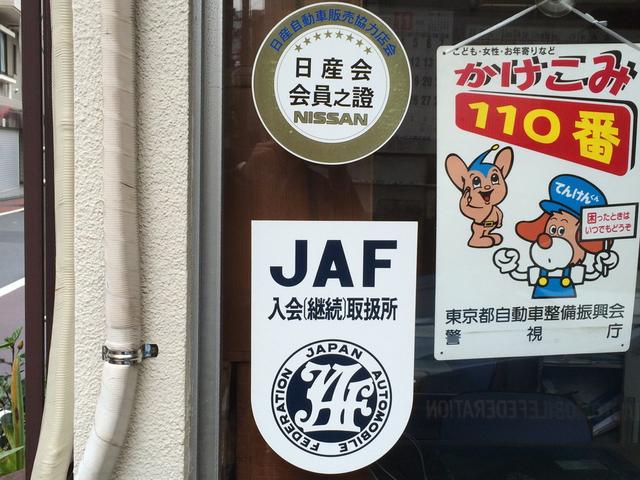 日産自動車販売協力店会
日産会
会員之證
NISSAN
JAF
入会(継続)取扱所
JAPAN AUTOMOBILE FEDERATION
JAF
こども・女性・お年寄りなど
かけこみ
110番
てんけんくん
困ったときは
いつでもどうぞ
東京都自動車整備振興会
警視庁